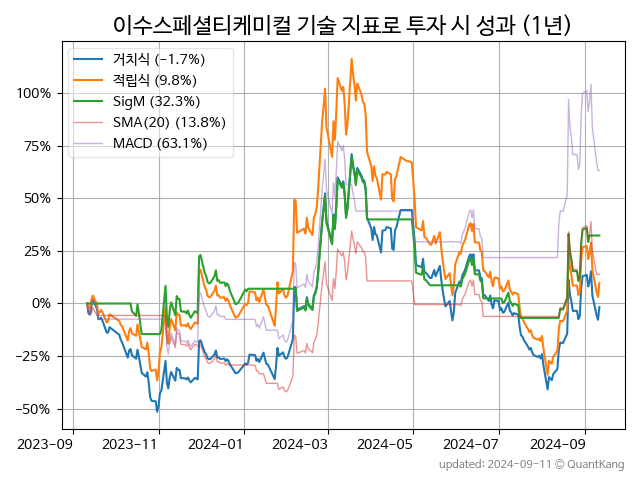 이수스페셜티케미컬 기술 지표로 투자 시 성과 (1년)
거치식 (−1.7%)
적립식 (9.8%)
SigM (32.3%)
SMA(20) (13.8%)
MACD (63.1%)
100%
75%
50%
25%
0%
−25%
−50%
2023-09
2023-11
2024-01
2024-03
2024-05
2024-07
2024-09
updated: 2024-09-11 © QuantKang